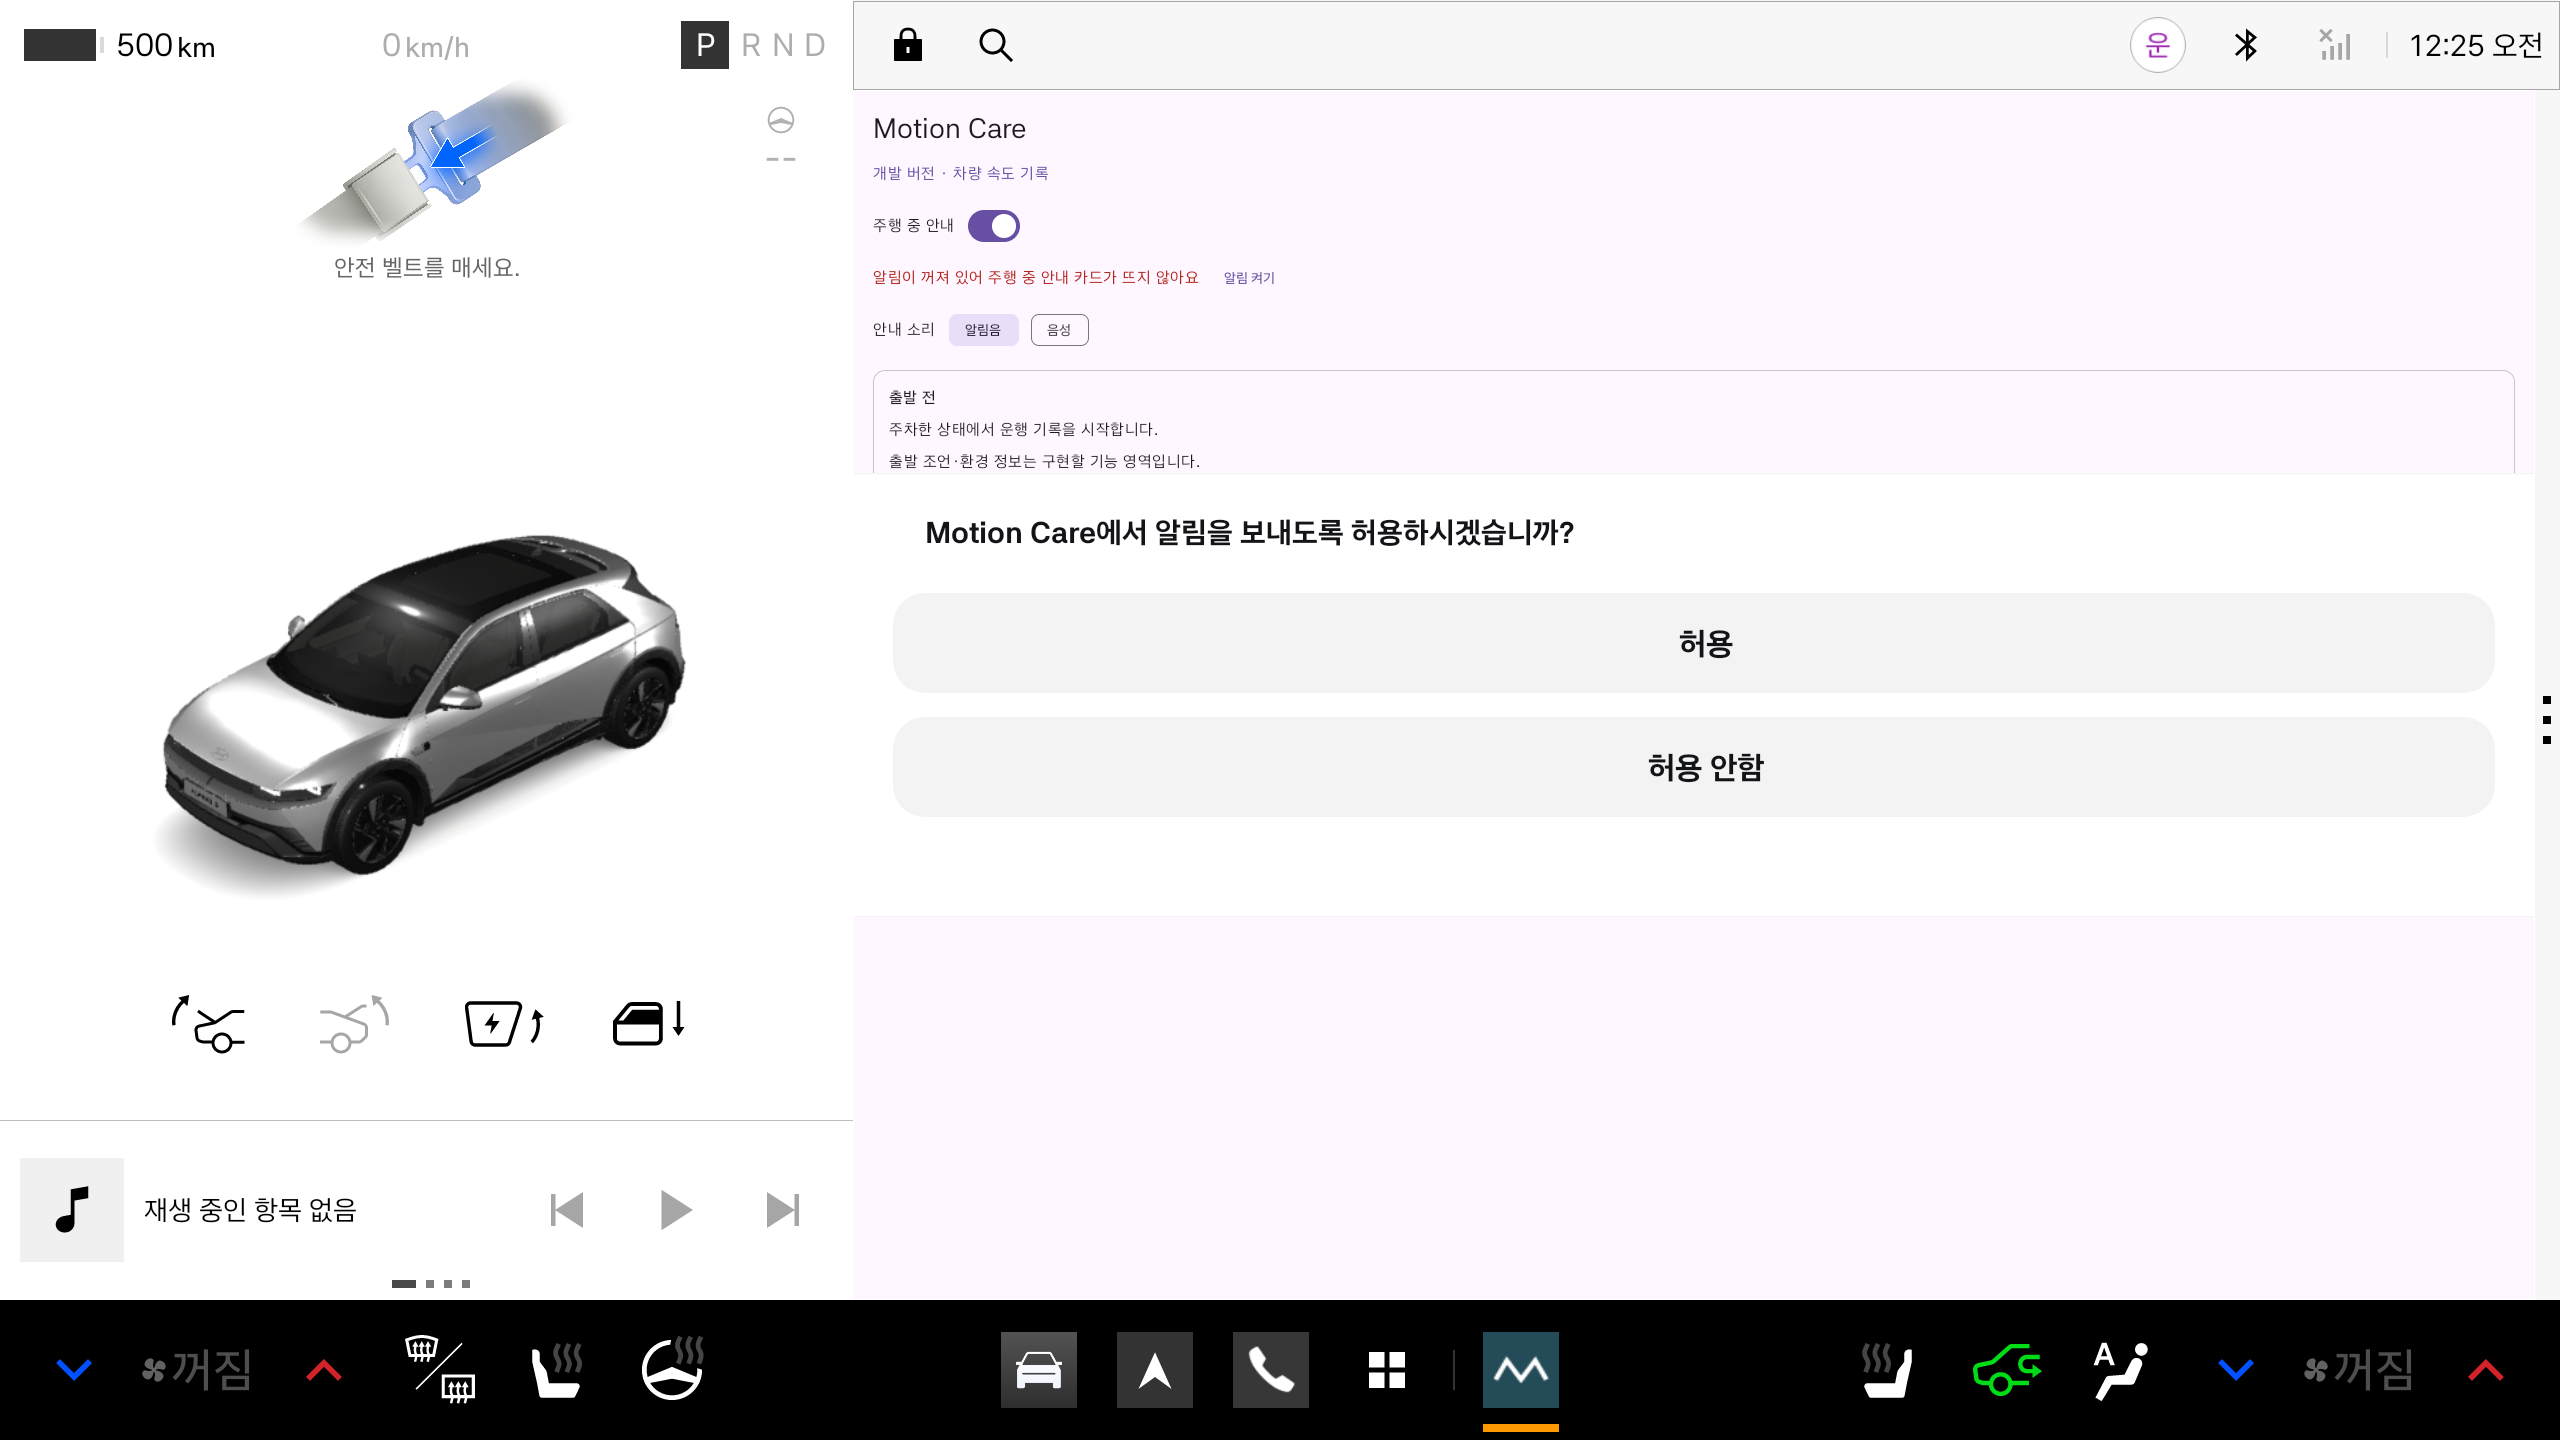 500 km
0 km/h
P R N D
안전 벨트를 매세요.
재생 중인 항목 없음
운
12:25 오전
Motion Care
개발 버전 · 차량 속도 기록
주행 중 안내
알림이 꺼져 있어 주행 중 안내 카드가 뜨지 않아요 알림 켜기
안내 소리 알림음 음성
출발 전
주차한 상태에서 운행 기록을 시작합니다.
출발 조언·환경 정보는 구현할 기능 영역입니다.
Motion Care에서 알림을 보내도록 허용하시겠습니까?
허용
허용 안함
꺼짐
A
꺼짐